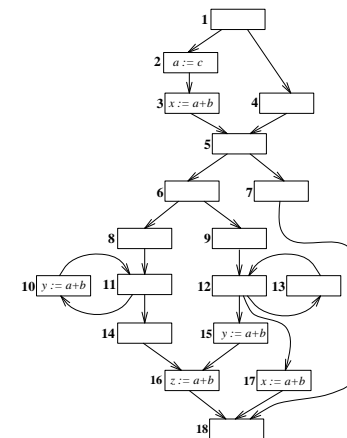 1
2 a := c
3 x := a+b 4
5
6 7
8 9
10 y := a+b 11 12 13
14 15 y := a+b
16 z := a+b 17 x := a+b
18